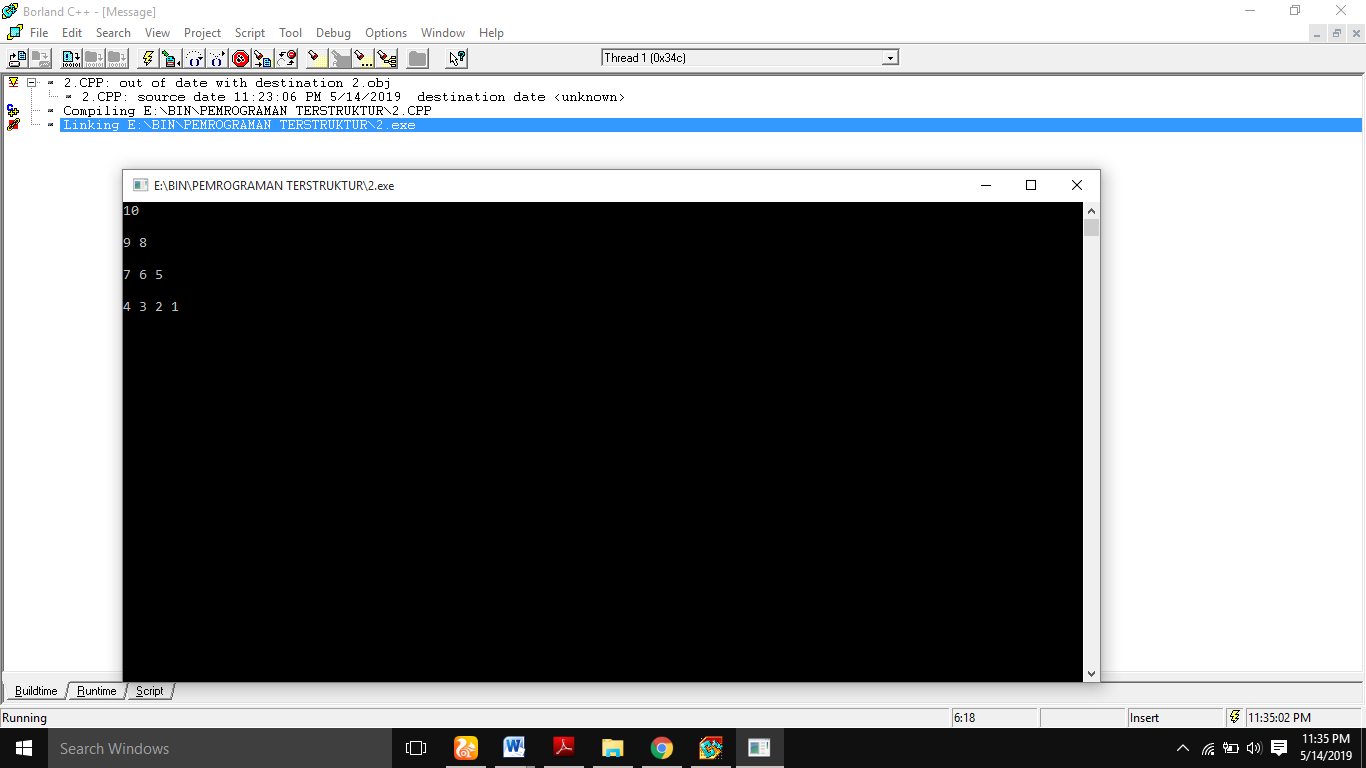 Borland C++ - [Message]
File Edit Search View Project Script Tool Debug Options Window Help
Thread 1 (0x34c)
2.CPP: out of date with destination 2.obj
2.CPP: source date 11:23:06 PM 5/14/2019 destination date <unknown>
Compiling E:\BIN\PEMROGRAMAN TERSTRUKTUR\2.CPP
Linking E:\BIN\PEMROGRAMAN TERSTRUKTUR\2.exe
E:\BIN\PEMROGRAMAN TERSTRUKTUR\2.exe
10
9 8
7 6 5
4 3 2 1
Buildtime Runtime Script
Running 6:18 Insert 11:35:02 PM
Search Windows
11:35 PM
5/14/2019